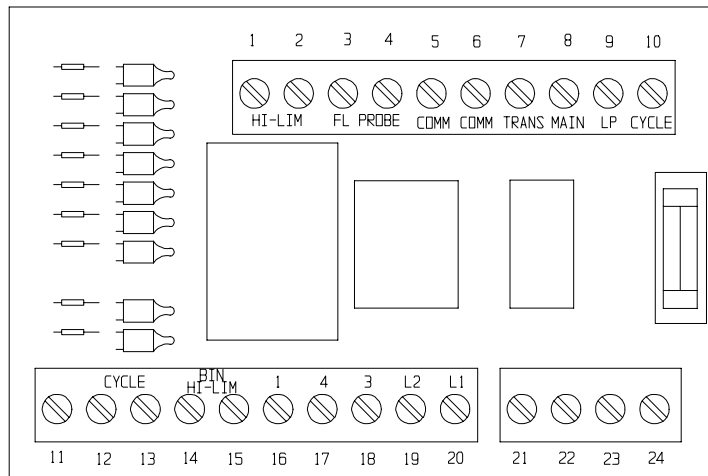 1 2 3 4 5 6 7 8 9 10
HI-LIM FL PROBE COMM COMM TRANS MAIN LP CYCLE
CYCLE BIN HI-LIM 1 4 3 L2 L1
11 12 13 14 15 16 17 18 19 20 21 22 23 24